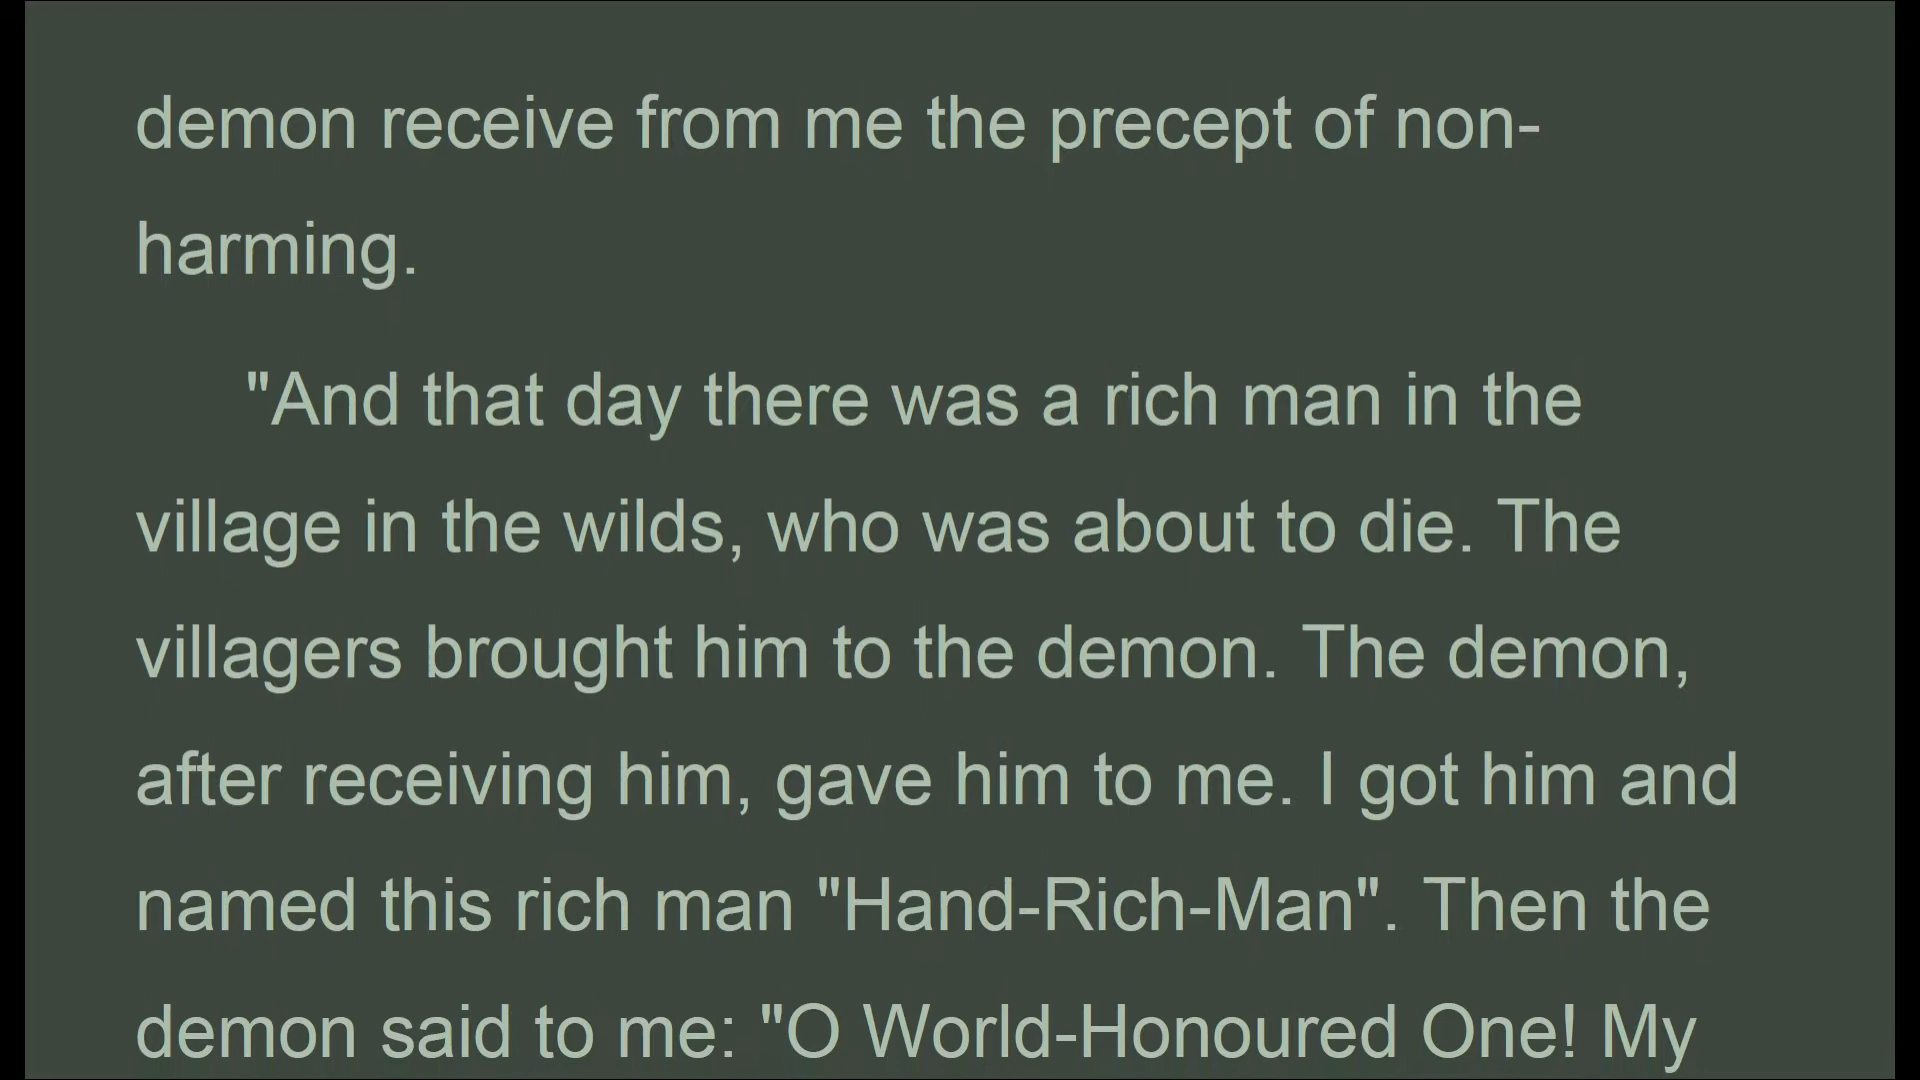 demon receive from me the precept of non-
harming.
"And that day there was a rich man in the
village in the wilds, who was about to die. The
villagers brought him to the demon. The demon,
after receiving him, gave him to me. I got him and
named this rich man "Hand-Rich-Man". Then the
demon said to me: "O World-Honoured One! My